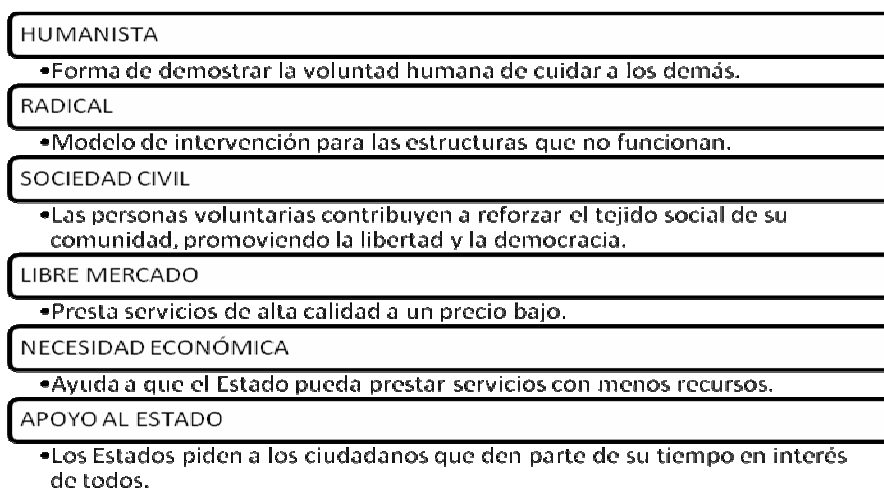 HUMANISTA
•Forma de demostrar la voluntad humana de cuidar a los demás.
RADICAL
•Modelo de intervención para las estructuras que no funcionan.
SOCIEDAD CIVIL
•Las personas voluntarias contribuyen a reforzar el tejido social de su
comunidad, promoviendo la libertad y la democracia.
LIBRE MERCADO
•Presta servicios de alta calidad a un precio bajo.
NECESIDAD ECONÓMICA
•Ayuda a que el Estado pueda prestar servicios con menos recursos.
APOYO AL ESTADO
•Los Estados piden a los ciudadanos que den parte de su tiempo en interés
de todos.